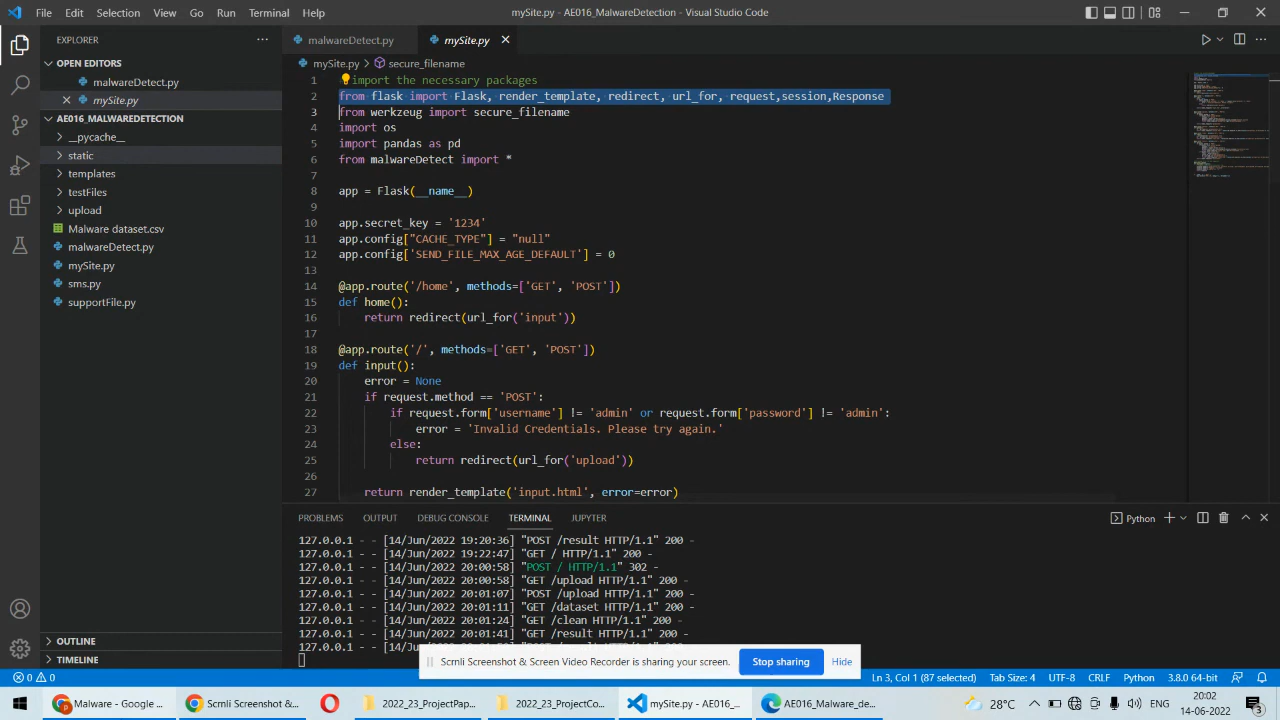 File Edit Selection View Go Run Terminal Help mySite.py - AE016_MalwareDetection - Visual Studio Code
EXPLORER
OPEN EDITORS
malwareDetect.py
mySite.py
AE016_MALWAREDETECTION
__pycache__
static
templates
testFiles
upload
Malware dataset.csv
malwareDetect.py
mySite.py
sms.py
supportFile.py
OUTLINE
TIMELINE
malwareDetect.py mySite.py
mySite.py > secure_filename
1 #import the necessary packages
2 from flask import Flask, render_template, redirect, url_for, request,session,Response
3 from werkzeug import secure_filename
4 import os
5 import pandas as pd
6 from malwareDetect import *
7
8 app = Flask(__name__)
9
10 app.secret_key = '1234'
11 app.config["CACHE_TYPE"] = "null"
12 app.config['SEND_FILE_MAX_AGE_DEFAULT'] = 0
13
14 @app.route('/home', methods=['GET', 'POST'])
15 def home():
16 return redirect(url_for('input'))
17
18 @app.route('/', methods=['GET', 'POST'])
19 def input():
20 error = None
21 if request.method == 'POST':
22 if request.form['username'] != 'admin' or request.form['password'] != 'admin':
23 error = 'Invalid Credentials. Please try again.'
24 else:
25 return redirect(url_for('upload'))
26
27 return render_template('input.html', error=error)
PROBLEMS OUTPUT DEBUG CONSOLE TERMINAL JUPYTER Python
127.0.0.1 - - [14/Jun/2022 19:20:36] "POST /result HTTP/1.1" 200 -
127.0.0.1 - - [14/Jun/2022 19:22:47] "GET / HTTP/1.1" 200 -
127.0.0.1 - - [14/Jun/2022 20:00:58] "POST / HTTP/1.1" 302 -
127.0.0.1 - - [14/Jun/2022 20:00:58] "GET /upload HTTP/1.1" 200 -
127.0.0.1 - - [14/Jun/2022 20:01:07] "POST /upload HTTP/1.1" 200 -
127.0.0.1 - - [14/Jun/2022 20:01:11] "GET /dataset HTTP/1.1" 200 -
127.0.0.1 - - [14/Jun/2022 20:01:24] "GET /clean HTTP/1.1" 200 -
127.0.0.1 - - [14/Jun/2022 20:01:41] "GET /result HTTP/1.1" 200 -
127.0.0.1 - - [14/Jun/2022
Scrnli Screenshot & Screen Video Recorder is sharing your screen. Stop sharing Hide
0 0 Ln 3, Col 1 (87 selected) Tab Size: 4 UTF-8 CRLF Python 3.8.0 64-bit
Malware - Google ... Scrnli Screenshot &... 2022_23_ProjectPap... 2022_23_ProjectCo... mySite.py - AE016_... AE016_Malware_de... 28°C ENG 20:02
14-06-2022 3